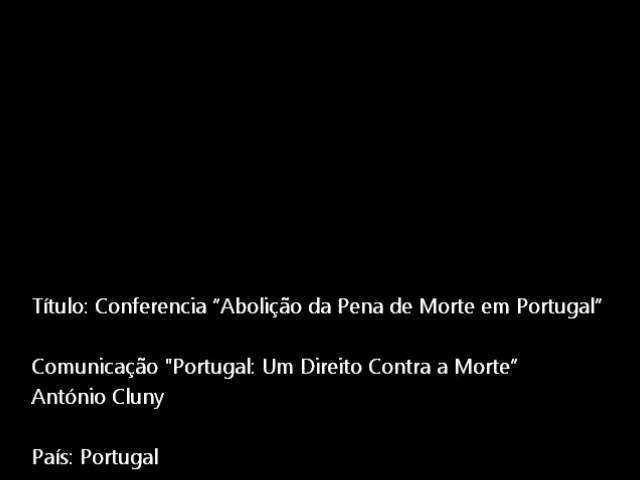 Título: Conferencia “Abolição da Pena de Morte em Portugal”
Comunicação "Portugal: Um Direito Contra a Morte”
António Cluny
País: Portugal